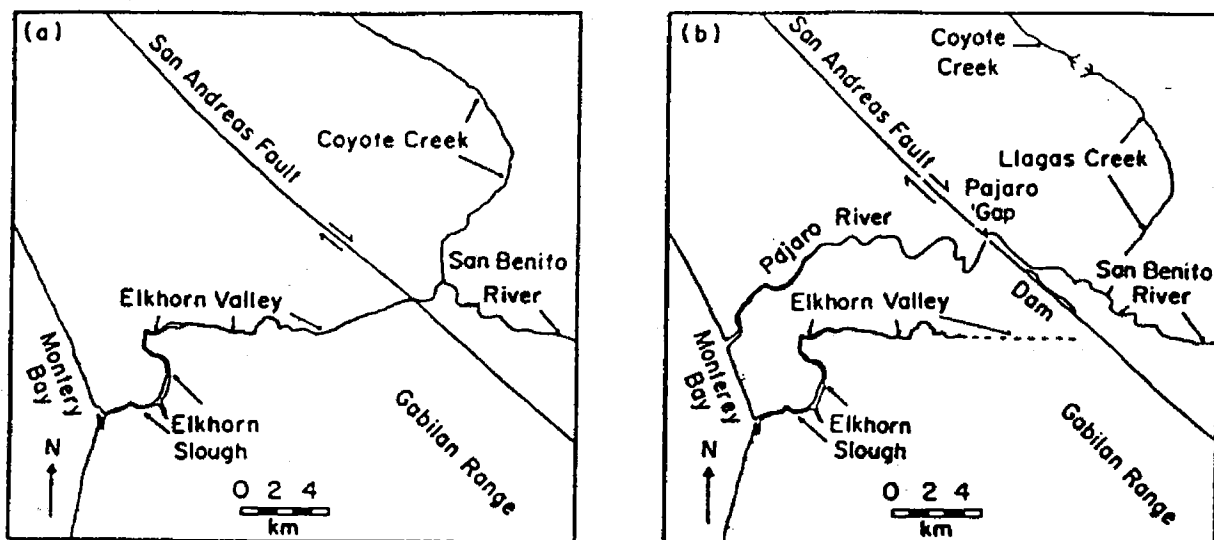 (a)
San Andreas Fault
Coyote Creek
San Benito
River
Elkhorn Valley
Montery
Bay
Elkhorn
Slough
Gabilan Range
N
0 2 4
km
(b)
Coyote
Creek
San Andreas Fault
Llagas Creek
Pajaro
Gap
Pajaro River
San Benito
River
Dam
Elkhorn Valley
Monterey
Bay
Elkhorn
Slough
Gabilan Range
N
0 2 4
km